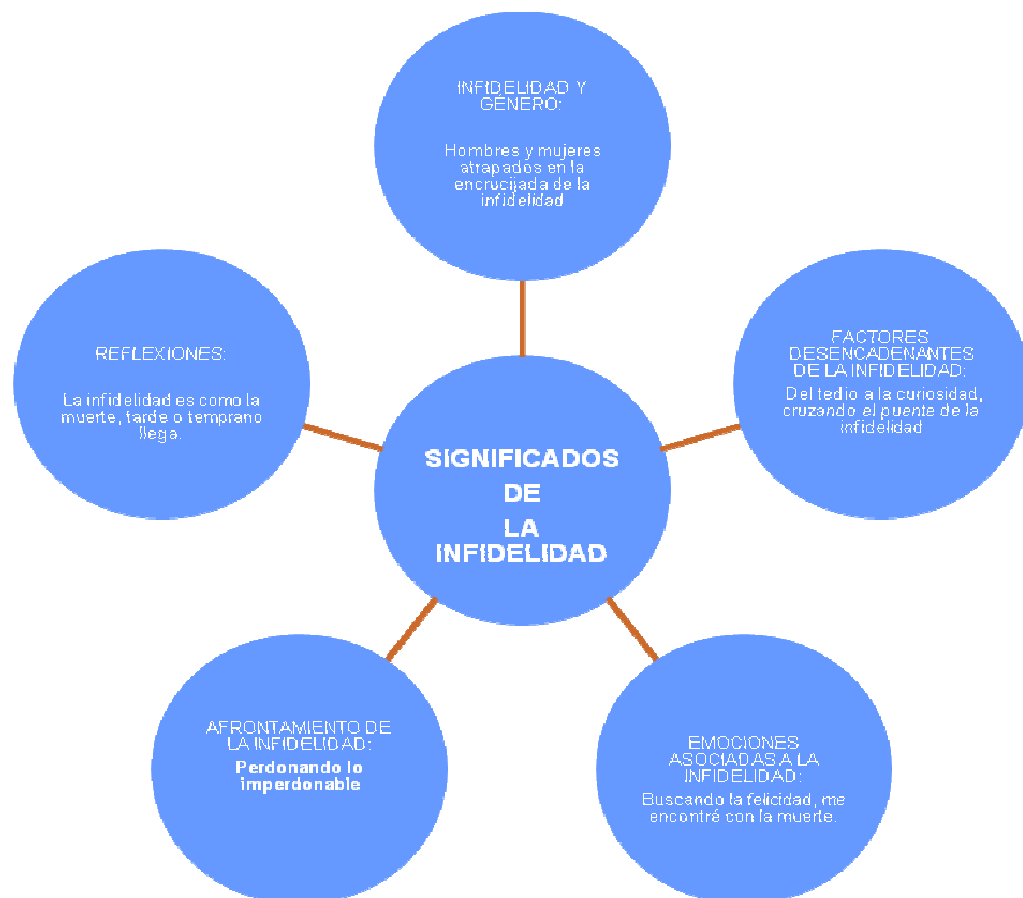 INFIDELIDAD Y
GÉNERO:
Hombres y mujeres
atrapados en la
encrucijada de la
infidelidad
REFLEXIONES:
La infidelidad es como la
muerte, tarde o temprano
llega.
FACTORES
DESENCADENANTES
DE LA INFIDELIDAD:
Del tedio a la curiosidad,
cruzando el puente de la
infidelidad
SIGNIFICADOS
DE
LA
INFIDELIDAD
AFRONTAMIENTO DE
LA INFIDELIDAD:
Perdonando lo
imperdonable
EMOCIONES
ASOCIADAS A LA
INFIDELIDAD:
Buscando la felicidad, me
encontré con la muerte.